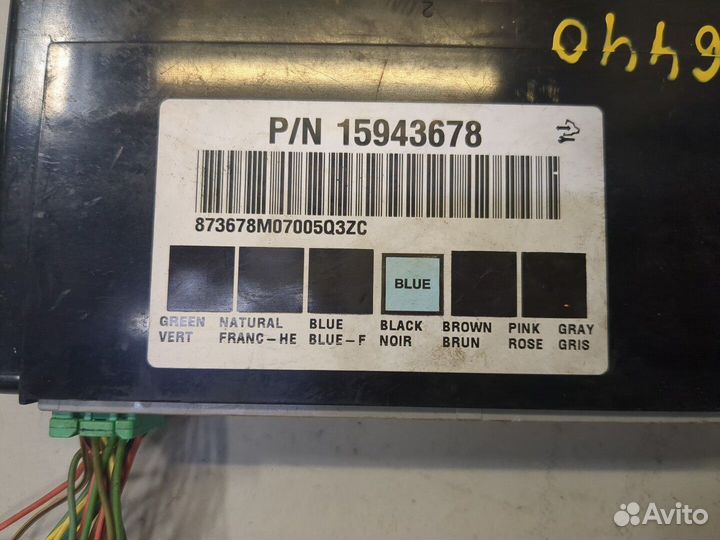 6440
P/N 15943678
873678M07005Q3ZC
BLUE
GREEN NATURAL BLUE BLACK BROWN PINK GRAY
VERT FRANC-HE BLUE-F NOIR BRUN ROSE GRIS
Avito